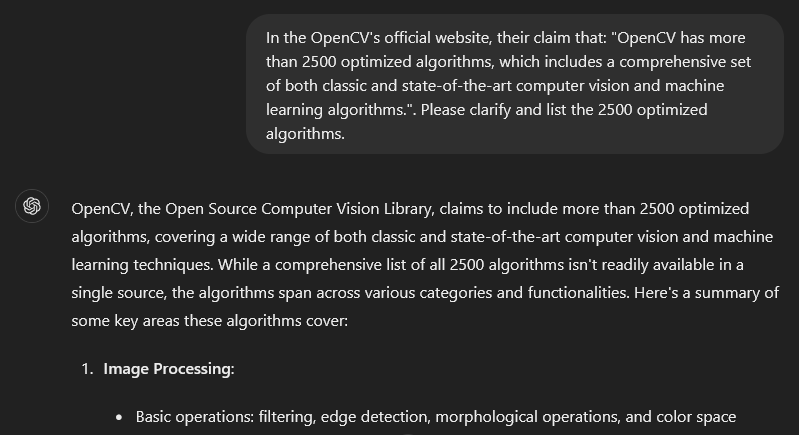 In the OpenCV's official website, their claim that: "OpenCV has more
than 2500 optimized algorithms, which includes a comprehensive set
of both classic and state-of-the-art computer vision and machine
learning algorithms.". Please clarify and list the 2500 optimized
algorithms.
OpenCV, the Open Source Computer Vision Library, claims to include more than 2500 optimized
algorithms, covering a wide range of both classic and state-of-the-art computer vision and machine
learning techniques. While a comprehensive list of all 2500 algorithms isn't readily available in a
single source, the algorithms span across various categories and functionalities. Here's a summary of
some key areas these algorithms cover:
1. Image Processing:
• Basic operations: filtering, edge detection, morphological operations, and color space